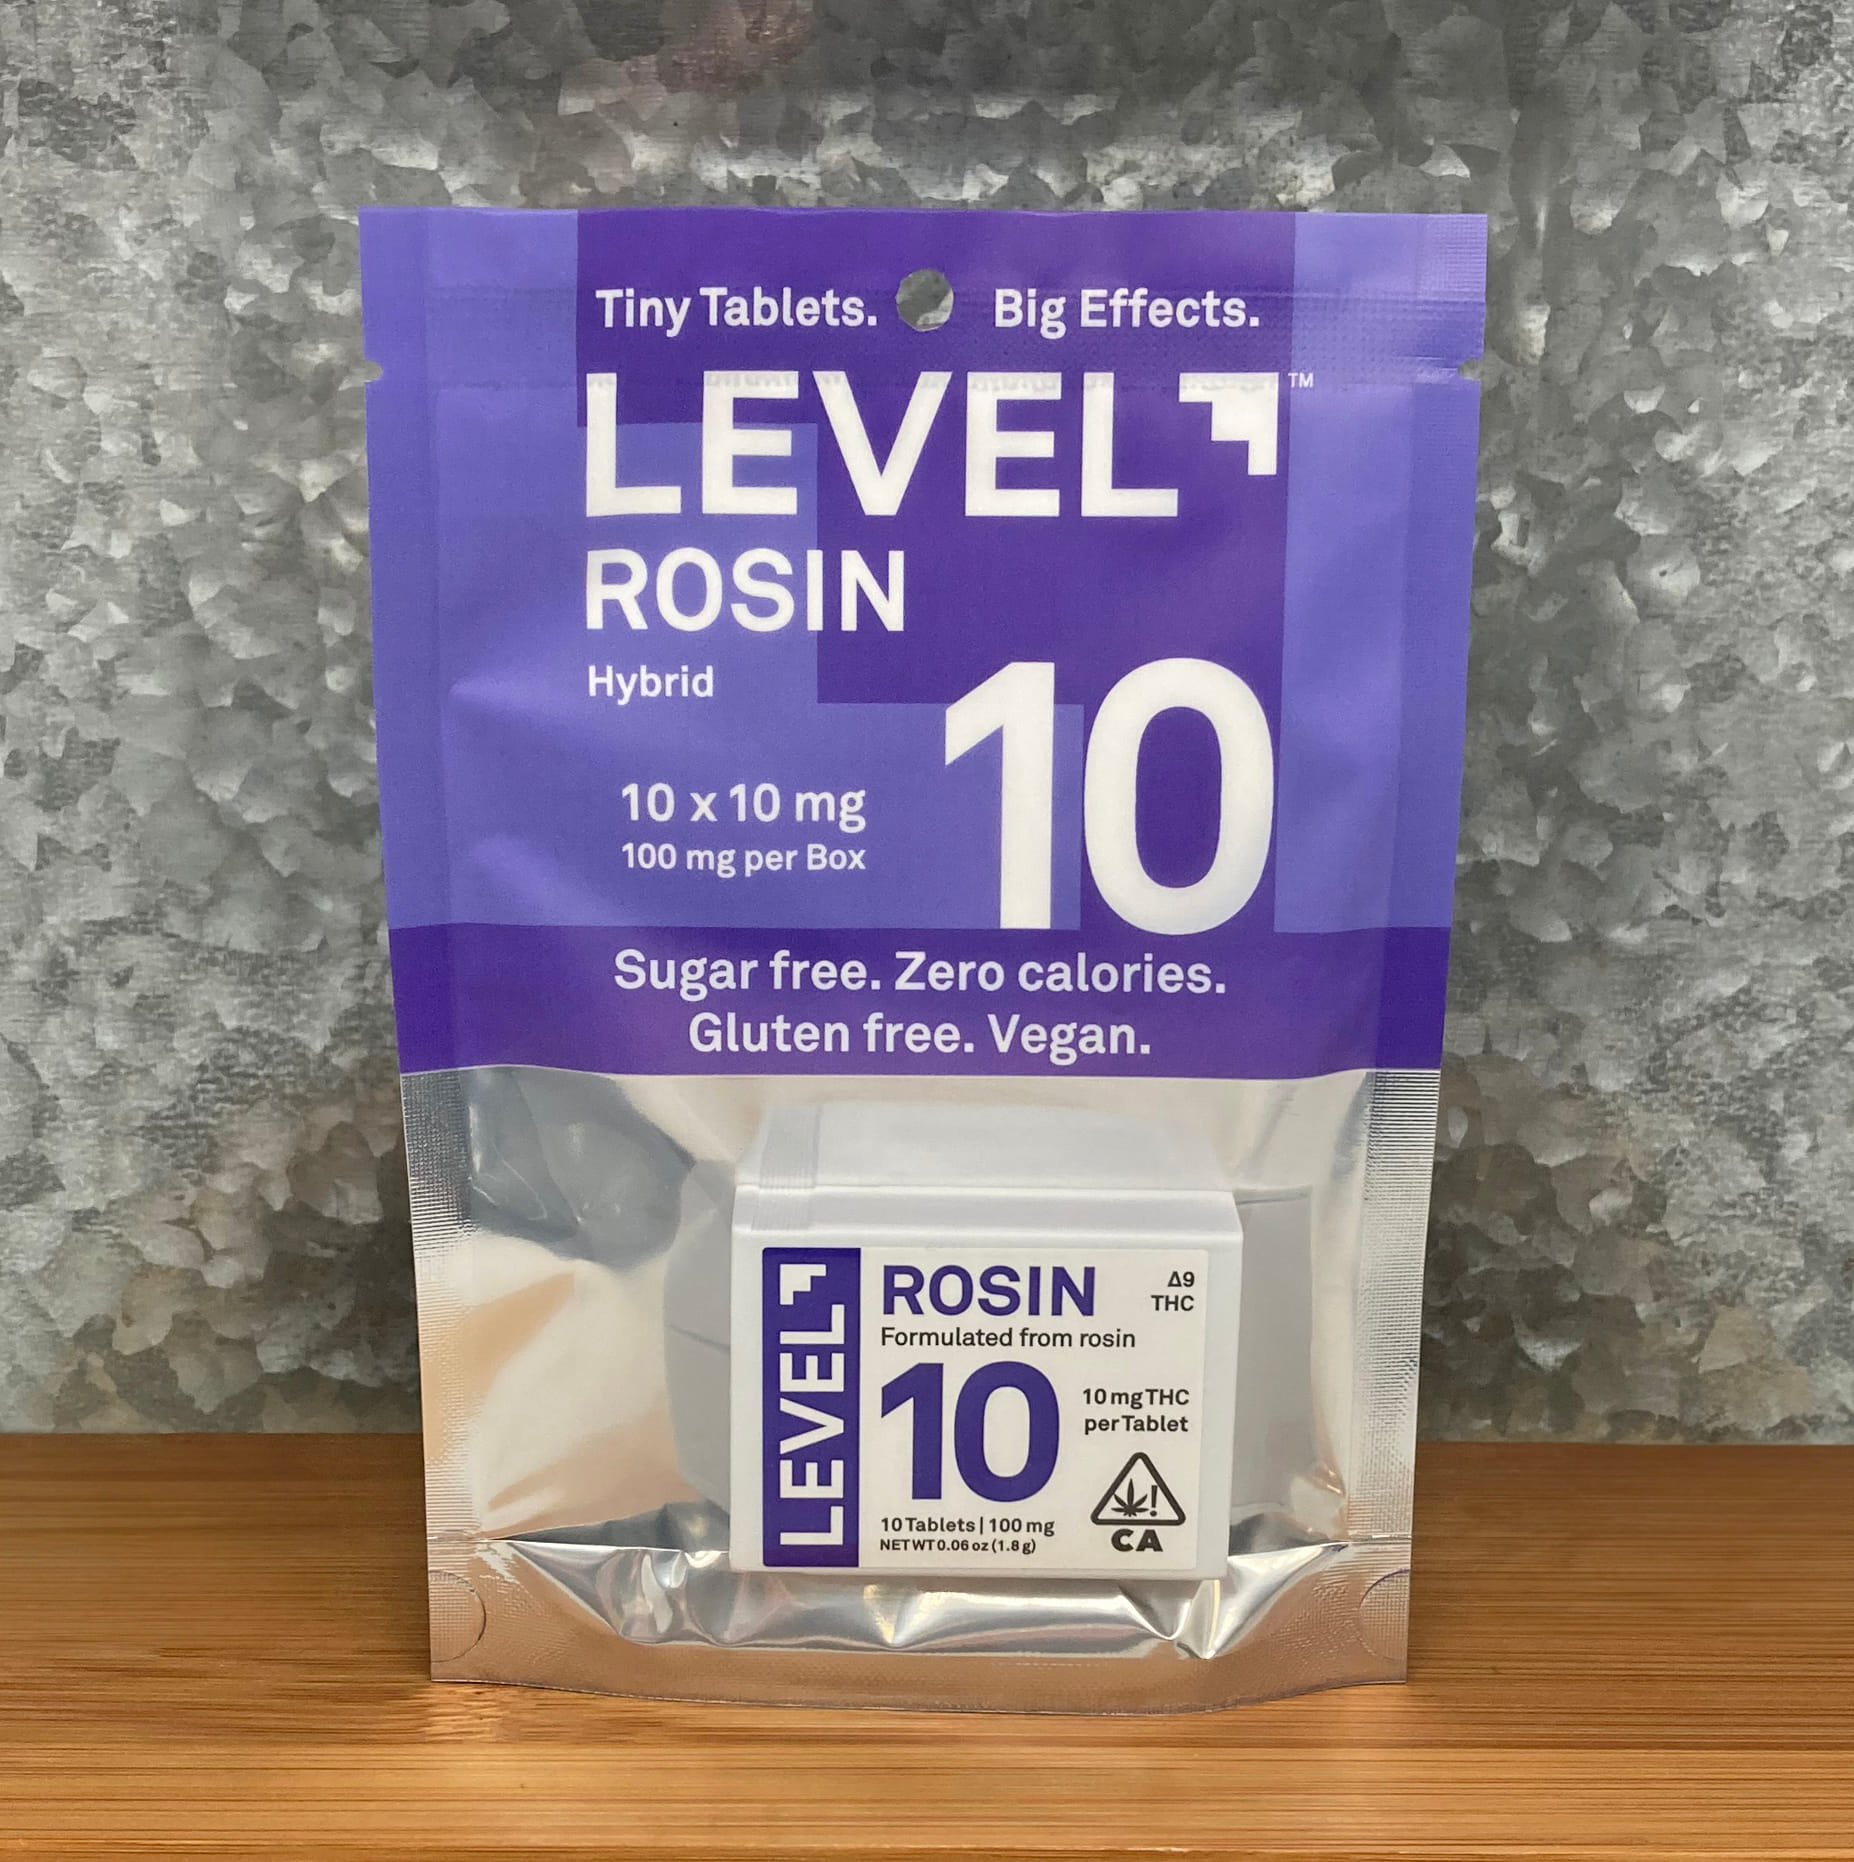 Tiny Tablets. Big Effects.
LEVEL™
ROSIN
Hybrid
10
10 x 10 mg
100 mg per Box
Sugar free. Zero calories.
Gluten free. Vegan.
LEVEL
ROSIN
Δ9
THC
Formulated from rosin
10
10 mg THC
per Tablet
10 Tablets | 100 mg
NET WT 0.06 oz (1.8 g)
!
CA